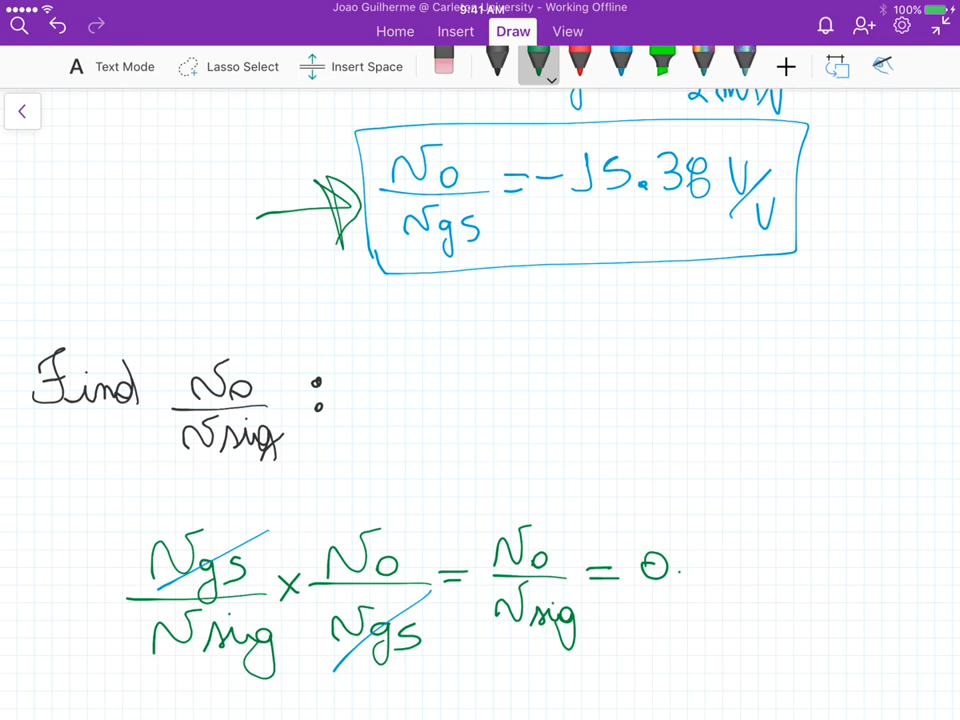 Joao Guilherme @ Carleton University - Working Offline
9:41 AM
100%
Home Insert Draw View
A Text Mode Lasso Select Insert Space
vo/vgs = -15.38 V/V
Find vo/vsig :
vgs/vsig × vo/vgs = vo/vsig = 0.